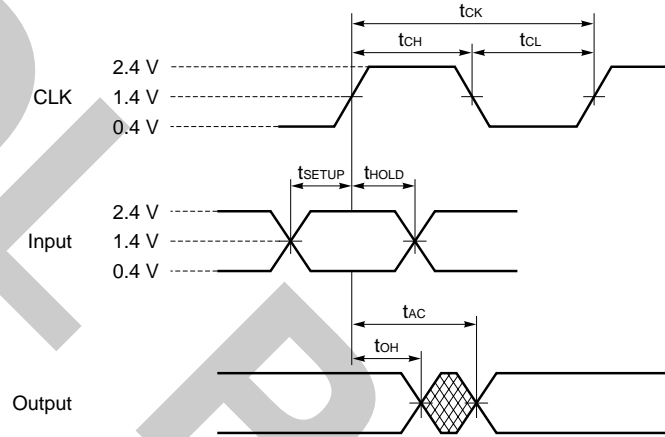 tCK
tCH tCL
2.4 V
CLK 1.4 V
0.4 V
tSETUP tHOLD
2.4 V
Input 1.4 V
0.4 V
tAC
tOH
Output